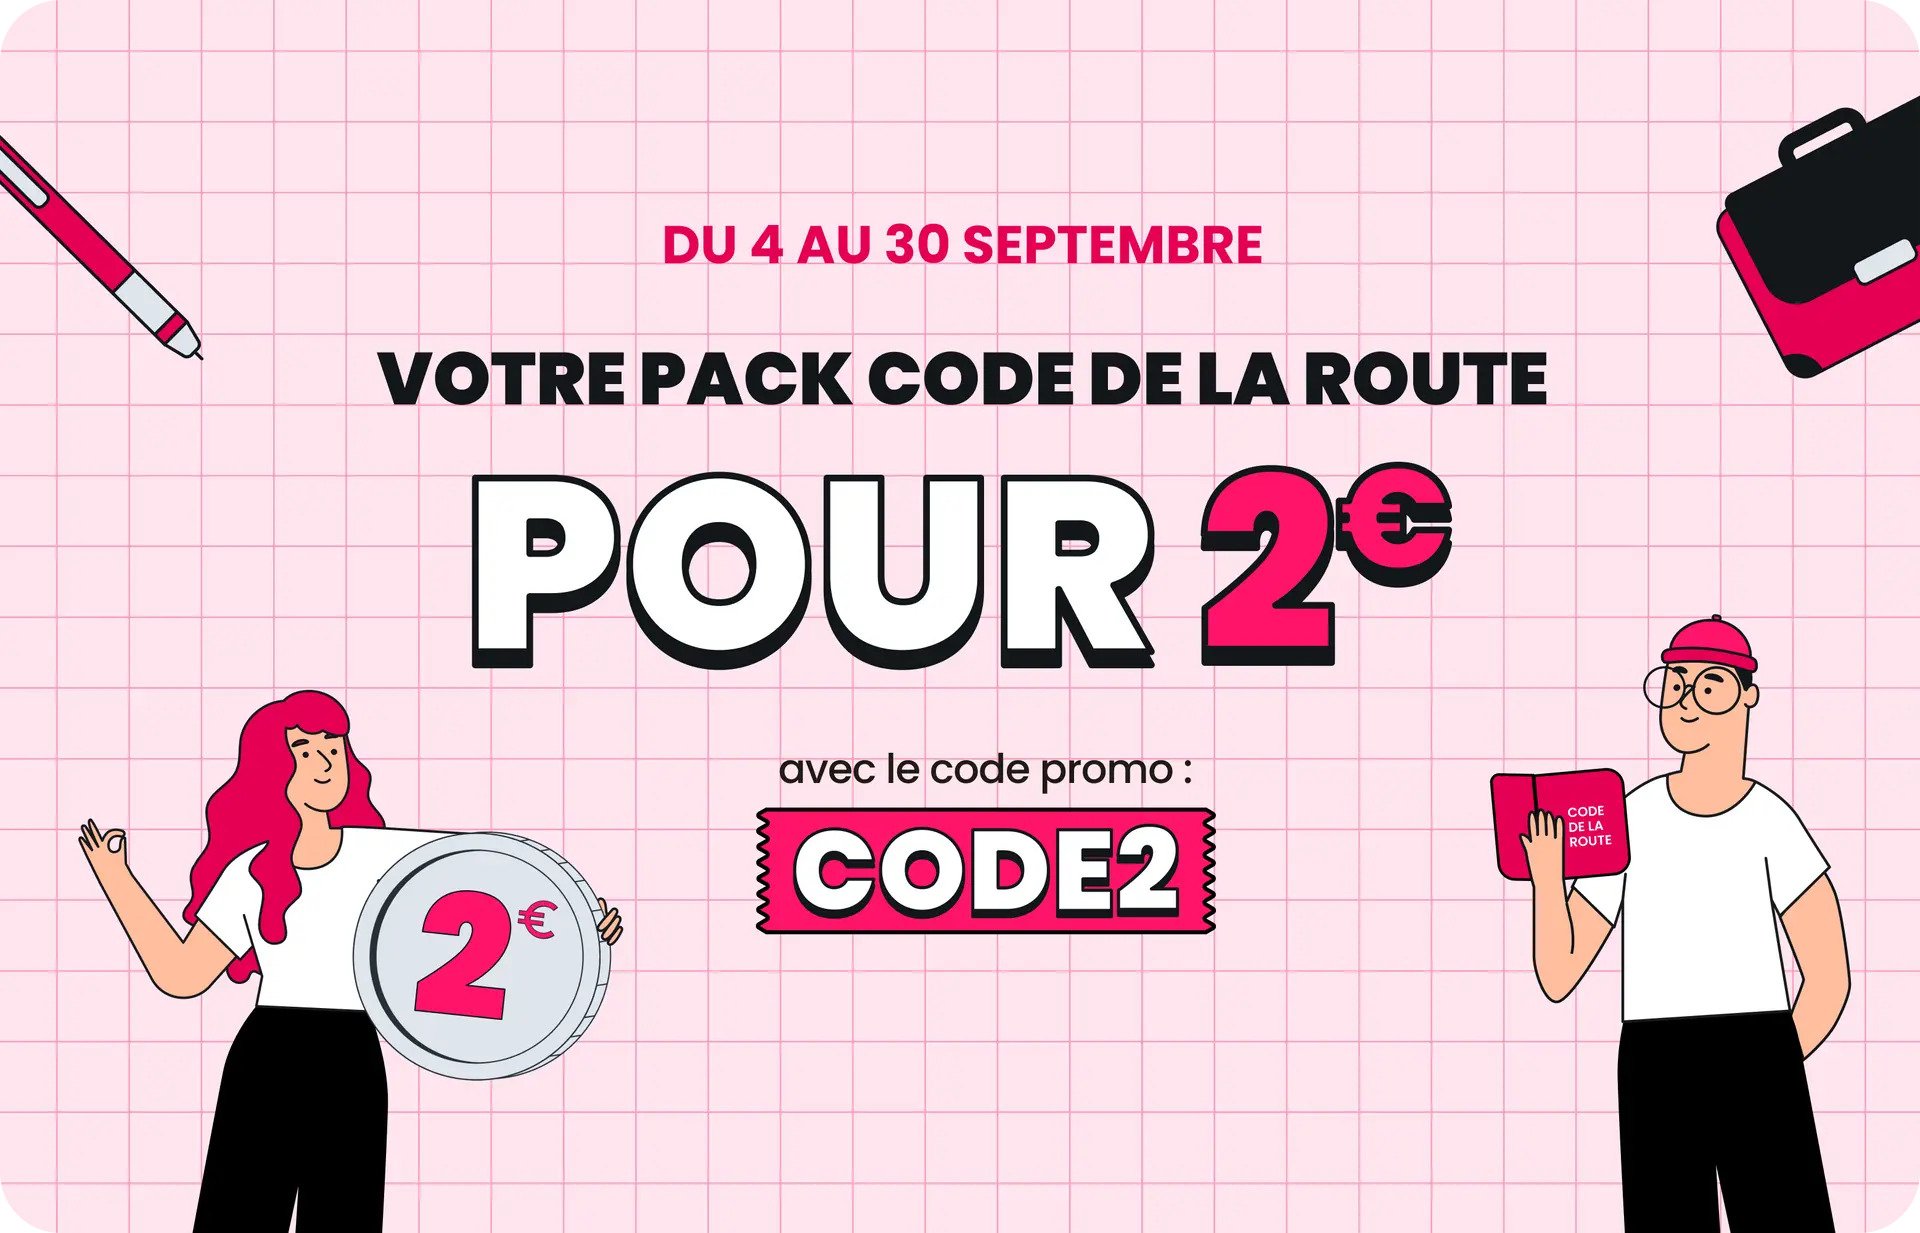 DU 4 AU 30 SEPTEMBRE
VOTRE PACK CODE DE LA ROUTE
POUR 2€
avec le code promo :
CODE2
2€
CODE
DE LA
ROUTE